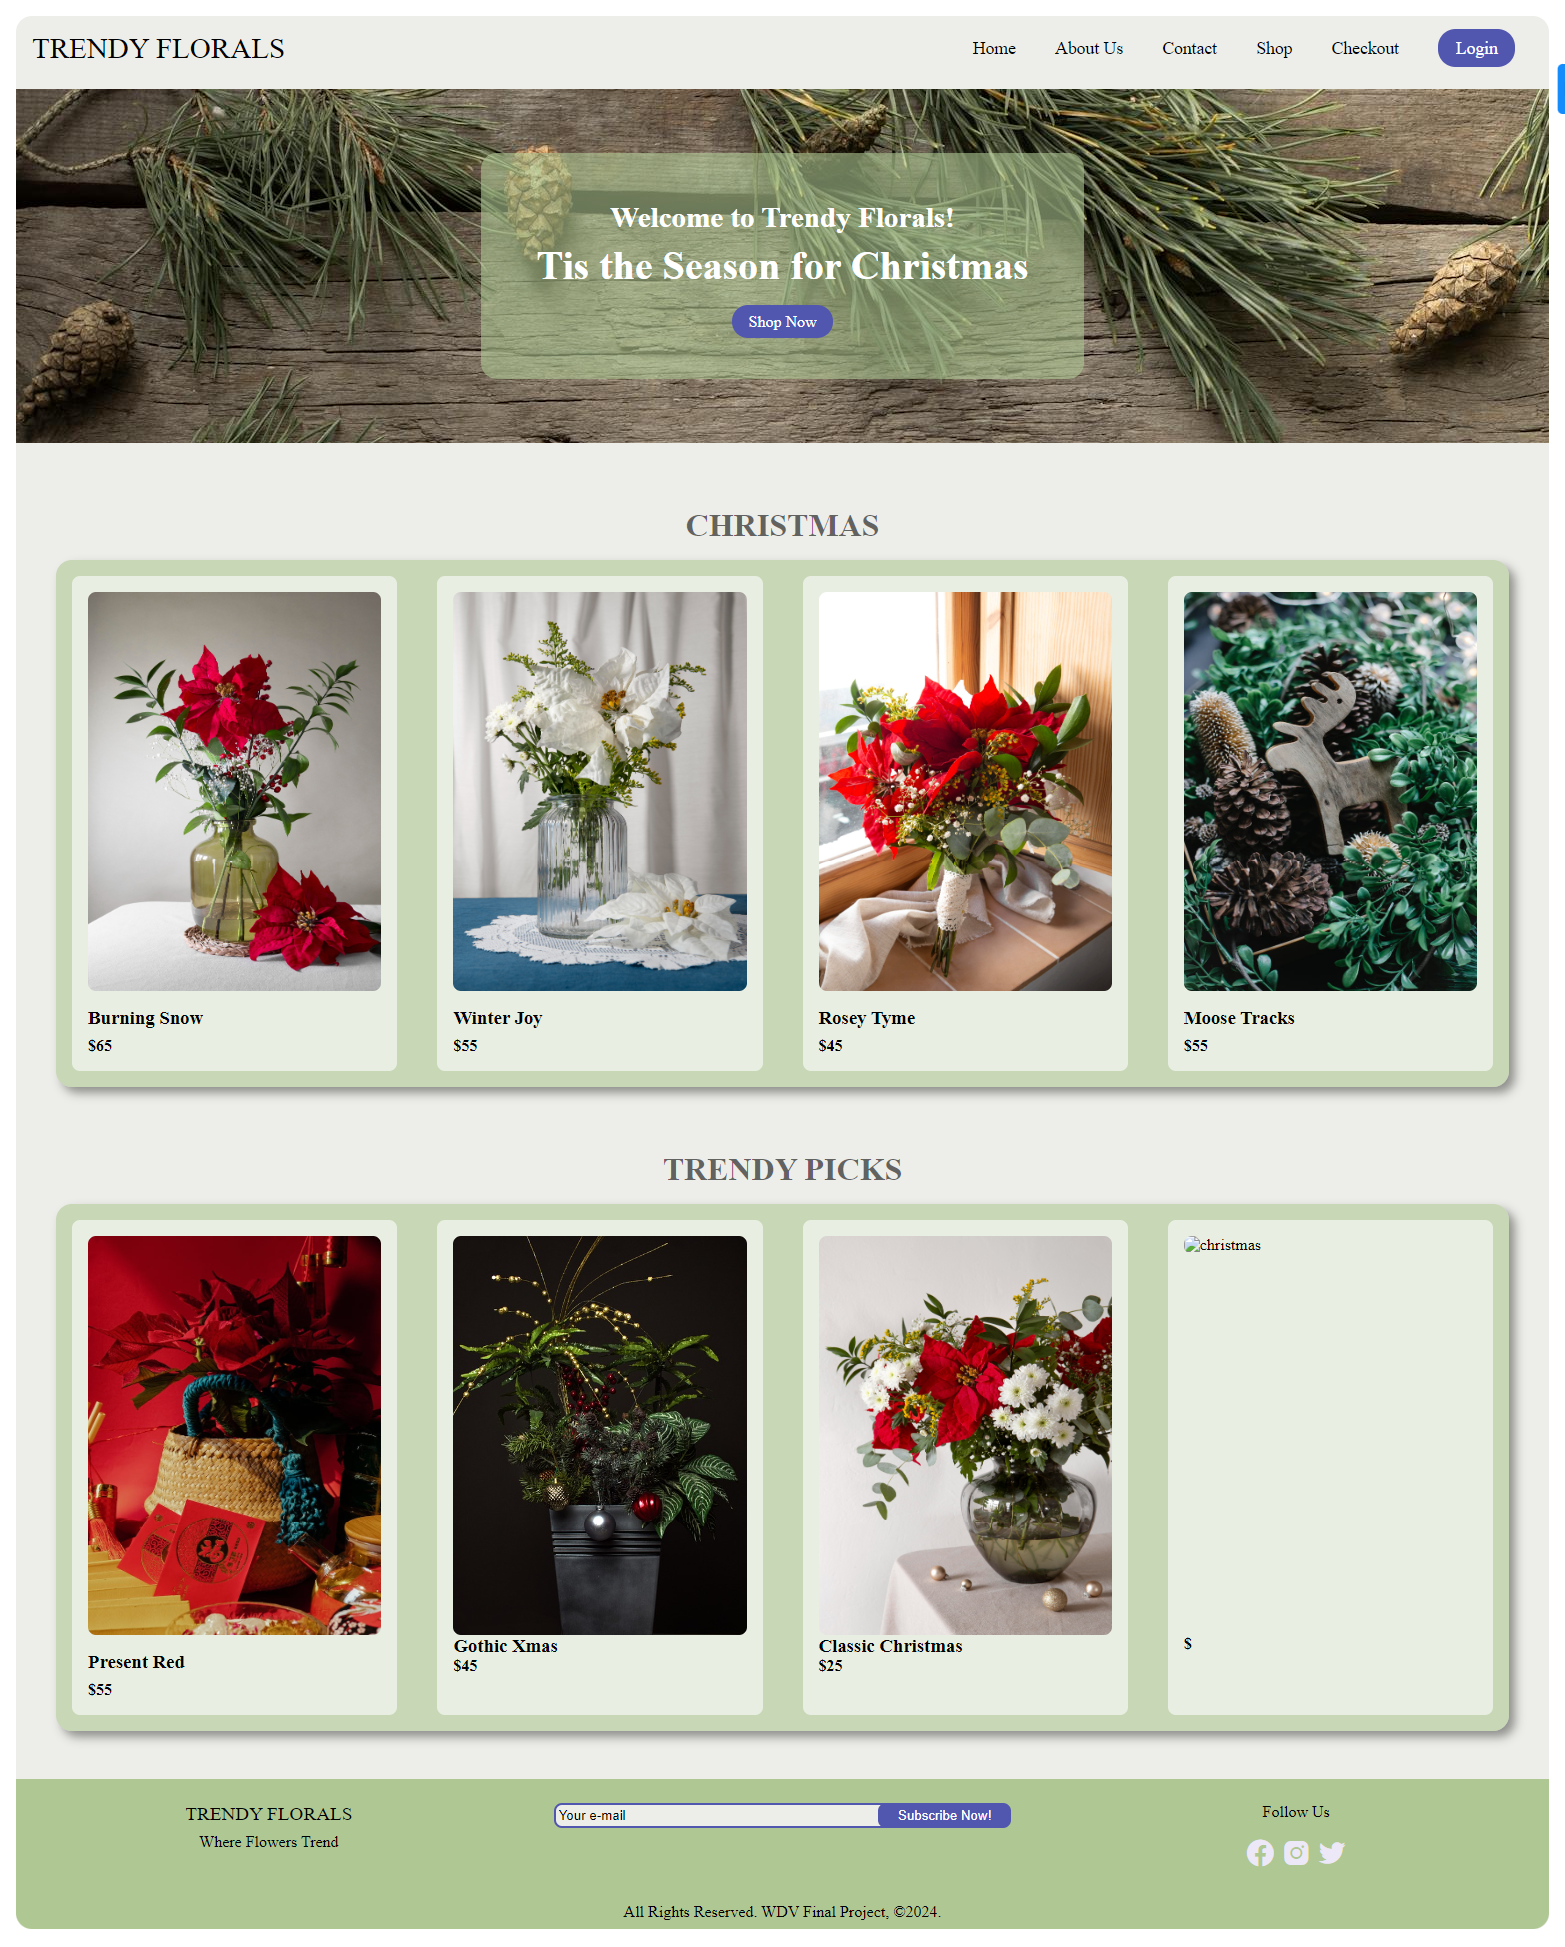 TRENDY FLORALS
Home About Us Contact Shop Checkout Login
Welcome to Trendy Florals!
Tis the Season for Christmas
Shop Now
CHRISTMAS
Burning Snow Winter Joy Rosey Tyme Moose Tracks
$65 $55 $45 $55
TRENDY PICKS
christmas
福
Present Red Gothic Xmas Classic Christmas
$55 $45 $25 $
TRENDY FLORALS
Where Flowers Trend
Your e-mail Subscribe Now!
Follow Us
All Rights Reserved. WDV Final Project, ©2024.